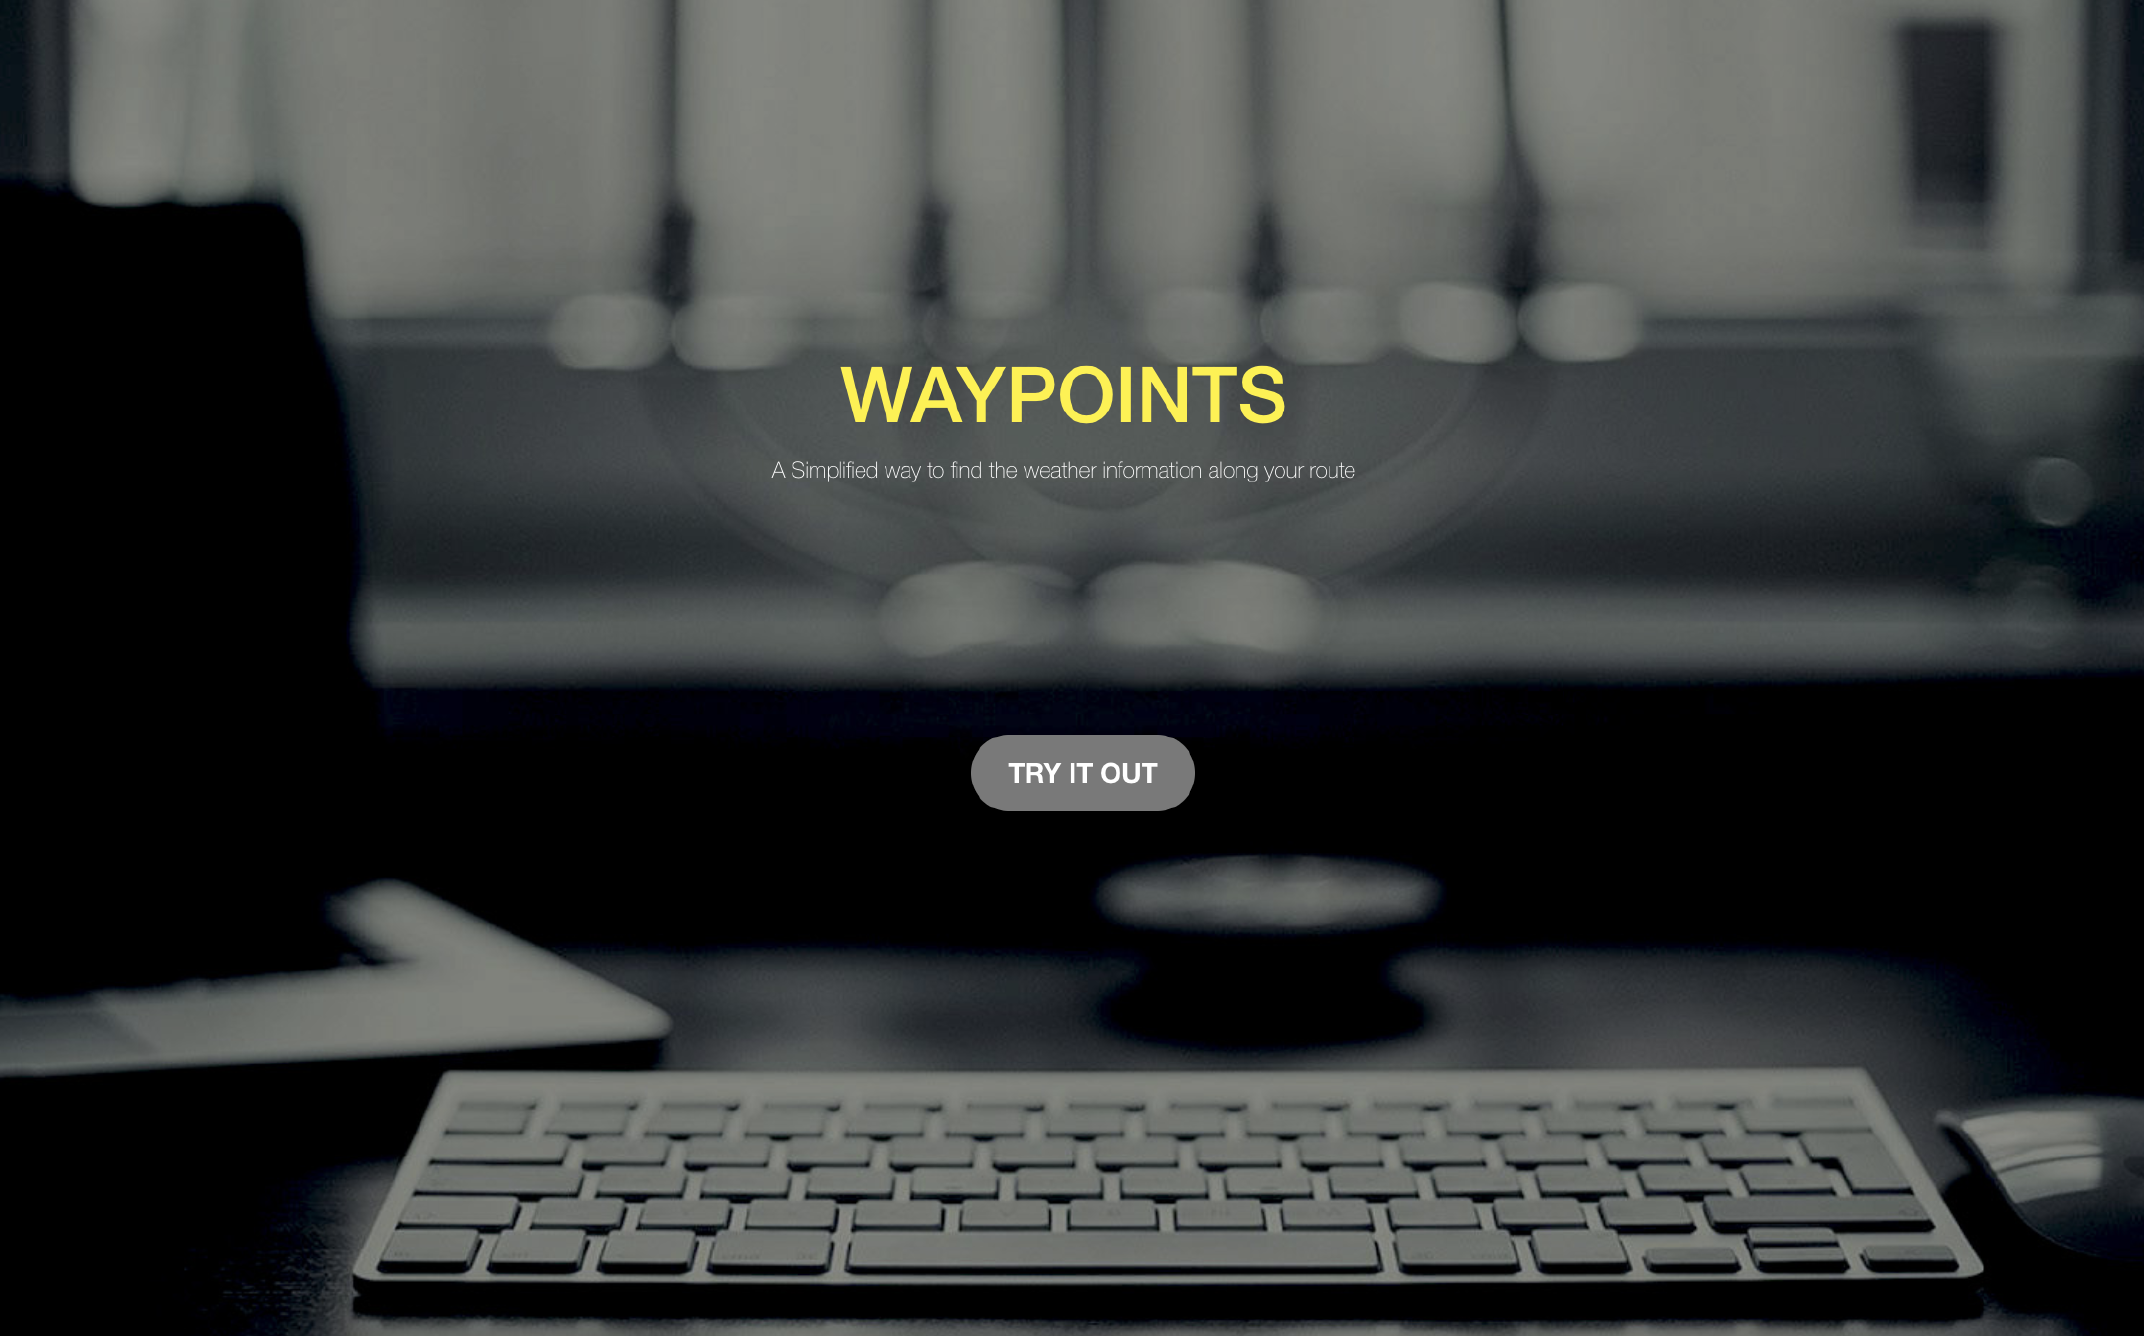 WAYPOINTS
A Simplified way to find the weather information along your route
TRY IT OUT